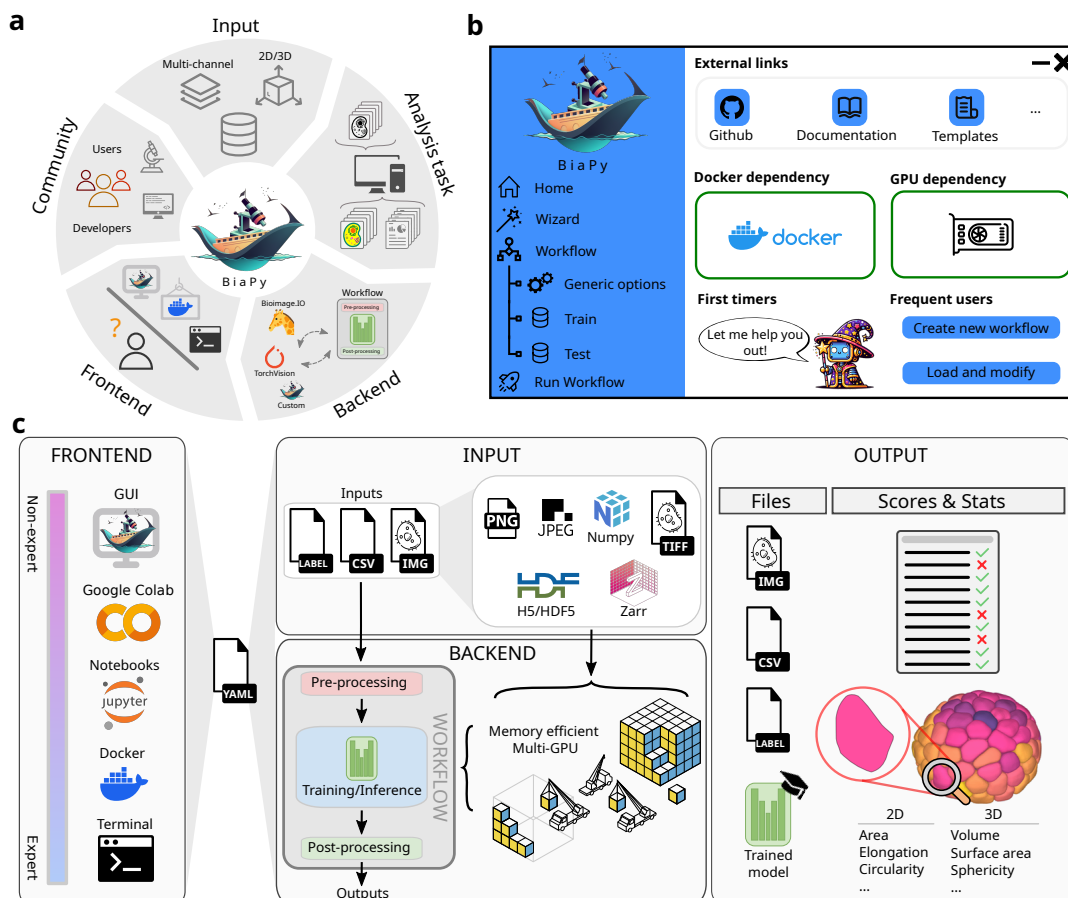 a
Input
Multi-channel
2D/3D
Analysis task
Community
Users
Developers
BiaPy
Frontend
?
Backend
Bioimage.IO
TorchVision
Custom
Workflow
Pre-processing
Post-processing
b
BiaPy
Home
Wizard
Workflow
Generic options
Train
Test
Run Workflow
External links
Github
Documentation
Templates
...
Docker dependency
GPU dependency
docker
First timers
Frequent users
Let me help you
out!
Create new workflow
Load and modify
c
FRONTEND
Non-expert
Expert
GUI
Google Colab
Notebooks
jupyter
Docker
Terminal
YAML
INPUT
Inputs
LABEL
CSV
IMG
PNG
JPEG
Numpy
TIFF
HDF
H5/HDF5
Zarr
BACKEND
Pre-processing
Training/Inference
Post-processing
WORKFLOW
Outputs
Memory efficient
Multi-GPU
OUTPUT
Files
Scores & Stats
IMG
CSV
LABEL
Trained
model
2D
Area
Elongation
Circularity
...
3D
Volume
Surface area
Sphericity
...